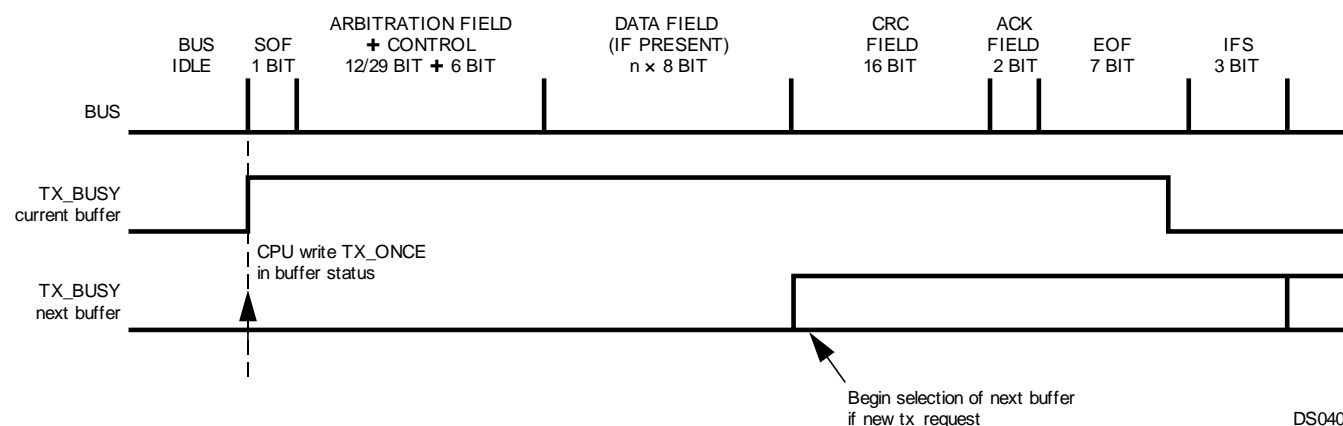 BUS
IDLE
SOF
1 BIT
ARBITRATION FIELD
+ CONTROL
12/29 BIT + 6 BIT
DATA FIELD
(IF PRESENT)
n × 8 BIT
CRC
FIELD
16 BIT
ACK
FIELD
2 BIT
EOF
7 BIT
IFS
3 BIT
BUS
TX_BUSY
current buffer
CPU write TX_ONCE
in buffer status
TX_BUSY
next buffer
Begin selection of next buffer
if new tx request
DS040